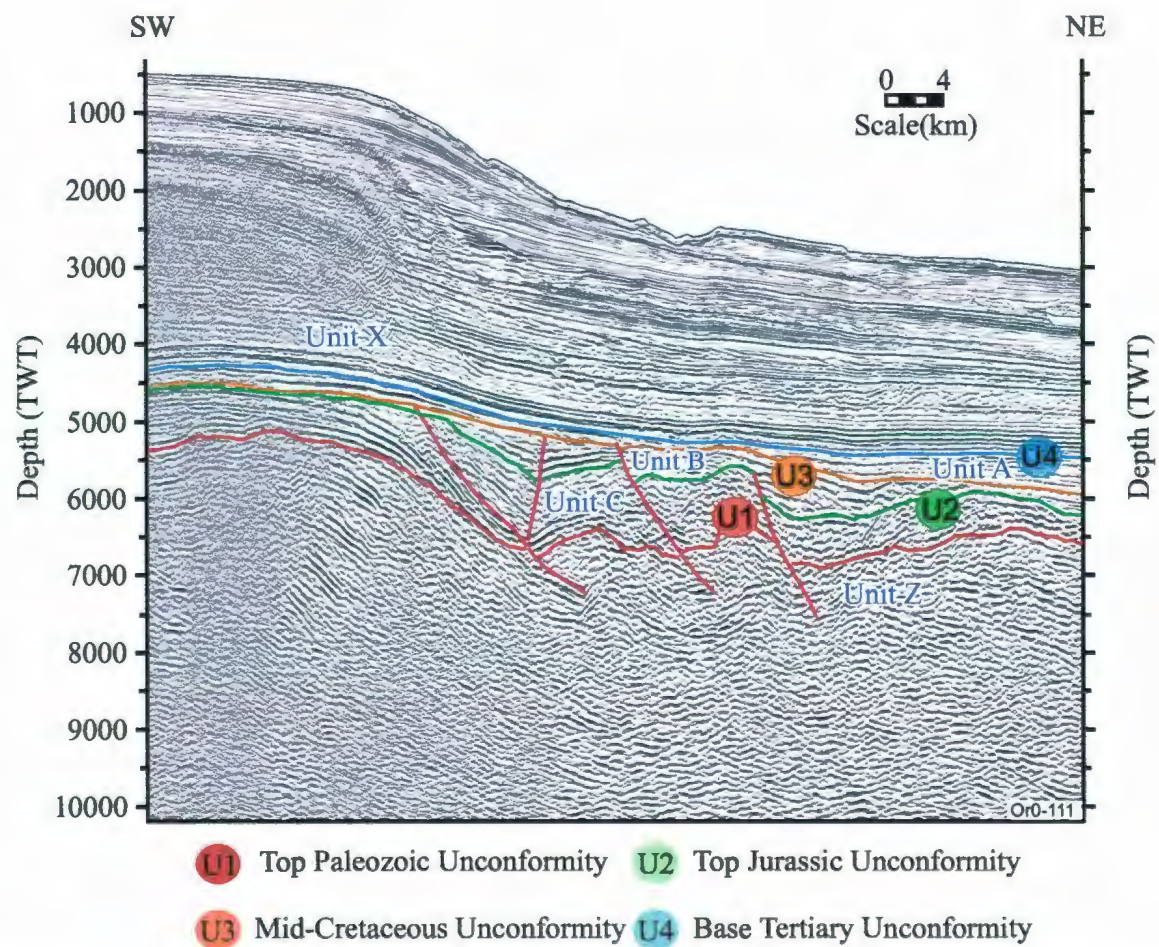 SW
NE
0 4
Scale(km)
1000
2000
3000
4000
5000
6000
7000
8000
9000
10000
Depth (TWT)
Depth (TWT)
Unit X
Unit B
Unit A
U4
U3
Unit C
U1
U2
Unit Z
Or0-111
U1 Top Paleozoic Unconformity
U2 Top Jurassic Unconformity
U3 Mid-Cretaceous Unconformity
U4 Base Tertiary Unconformity